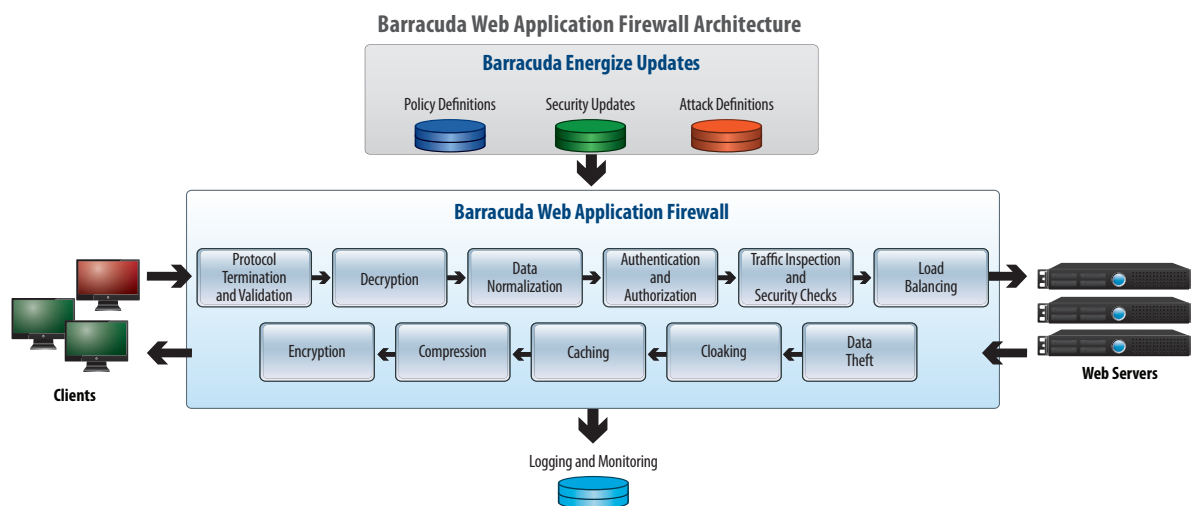 Barracuda Web Application Firewall Architecture
Barracuda Energize Updates
Policy Definitions
Security Updates
Attack Definitions
Barracuda Web Application Firewall
Protocol
Termination
and Validation
Decryption
Data
Normalization
Authentication
and
Authorization
Traffic Inspection
and
Security Checks
Load
Balancing
Encryption
Compression
Caching
Cloaking
Data
Theft
Clients
Web Servers
Logging and Monitoring